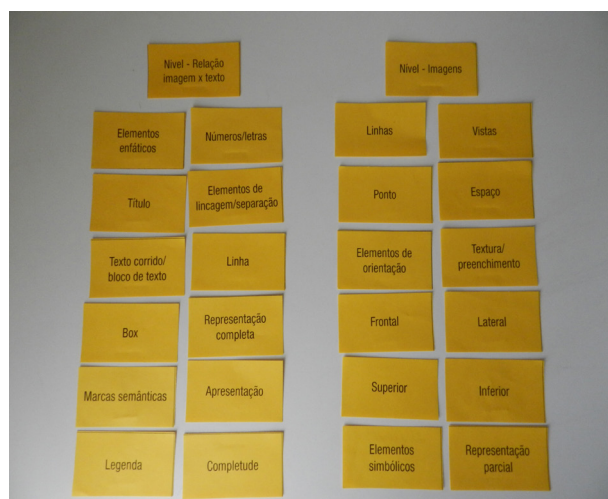 Nível - Relação
imagem x texto
Nível - Imagens
Elementos
enfáticos
Números/letras
Título
Elementos de
lincagem/separação
Texto corrido/
bloco de texto
Linha
Box
Representação
completa
Marcas semânticas
Apresentação
Legenda
Completude
Linhas
Vistas
Ponto
Espaço
Elementos de
orientação
Textura/
preenchimento
Frontal
Lateral
Superior
Inferior
Elementos
simbólicos
Representação
parcial